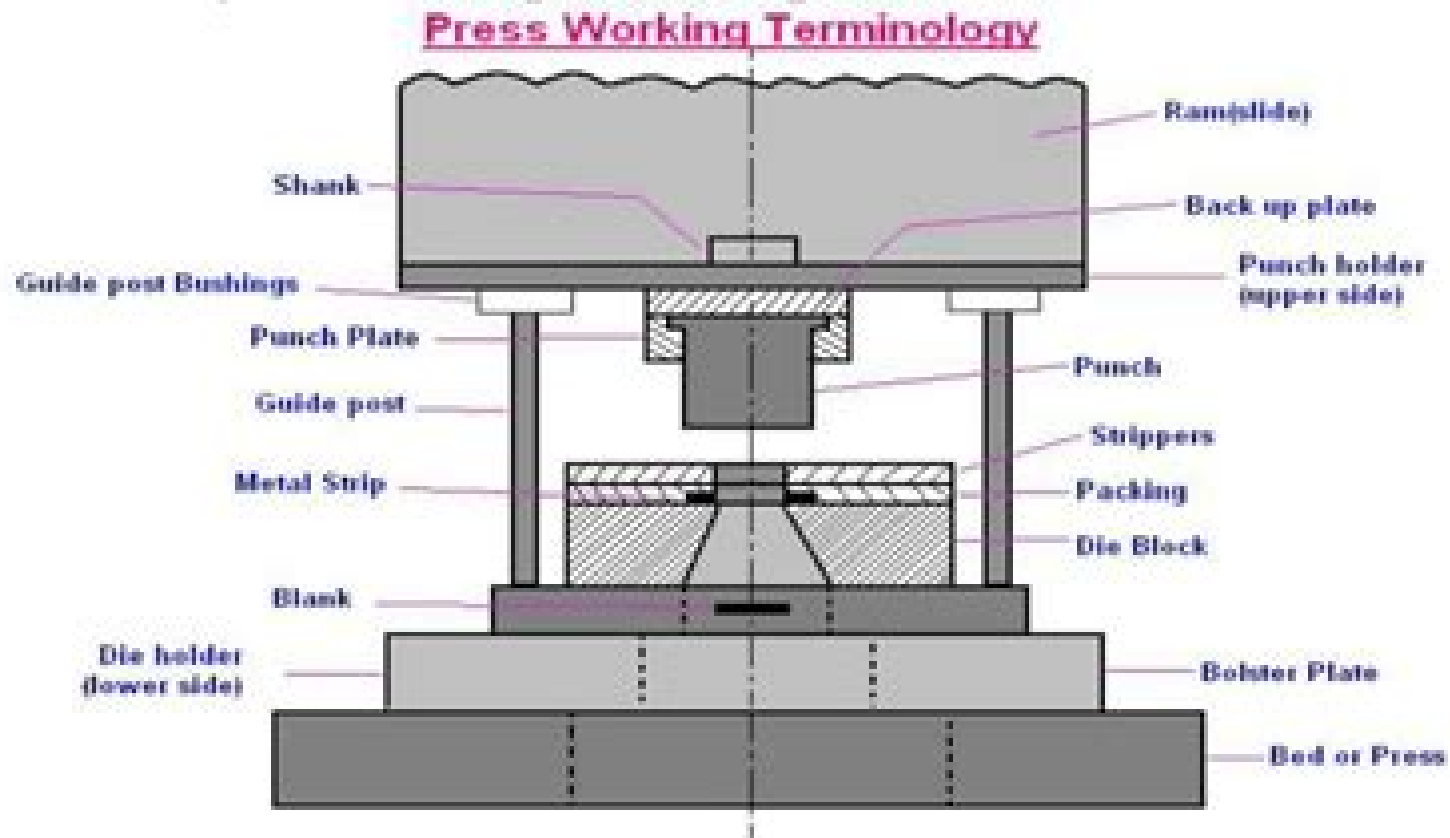 Press Working Terminology
Ram(slide)
Shank
Back up plate
Punch holder
(upper side)
Guide post Bushings
Punch Plate
Punch
Guide post
Strippers
Metal Strip
Packing
Die Block
Blank
Die holder
(lower side)
Bolster Plate
Bed or Press